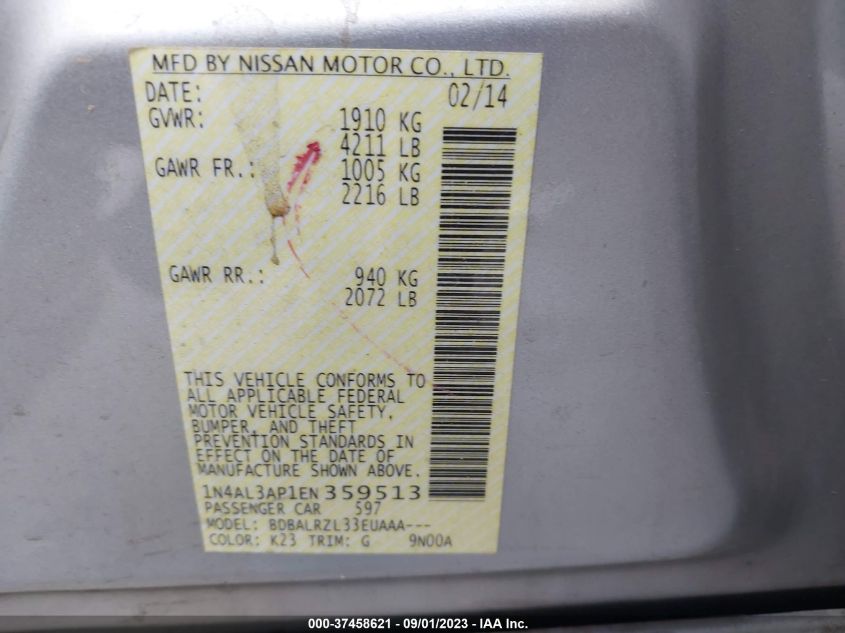 MFD BY NISSAN MOTOR CO., LTD.
DATE: 02/14
GVWR: 1910 KG
4211 LB
GAWR FR.: 1005 KG
2216 LB
GAWR RR.: 940 KG
2072 LB
THIS VEHICLE CONFORMS TO
ALL APPLICABLE FEDERAL
MOTOR VEHICLE SAFETY,
BUMPER, AND THEFT
PREVENTION STANDARDS IN
EFFECT ON THE DATE OF
MANUFACTURE SHOWN ABOVE.
1N4AL3AP1EN359513
PASSENGER CAR 597
MODEL: BDBALRZL33EUAAA---
COLOR: K23 TRIM: G 9N00A
000-37458621 - 09/01/2023 - IAA Inc.